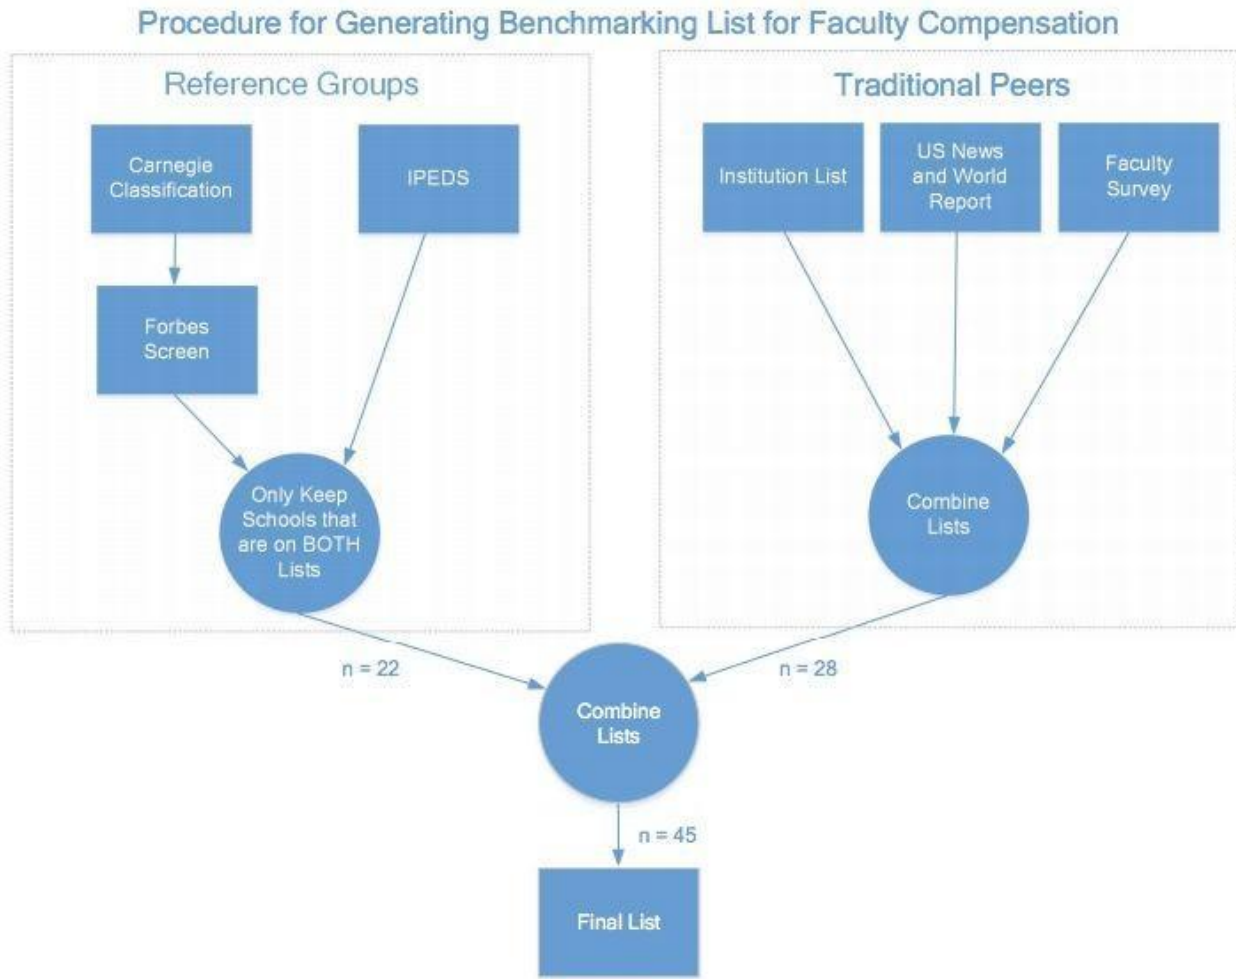 Procedure for Generating Benchmarking List for Faculty Compensation
Reference Groups
Carnegie
Classification
IPEDS
Forbes
Screen
Only Keep
Schools that
are on BOTH
Lists
Traditional Peers
Institution List
US News
and World
Report
Faculty
Survey
Combine
Lists
n = 22
n = 28
Combine
Lists
n = 45
Final List